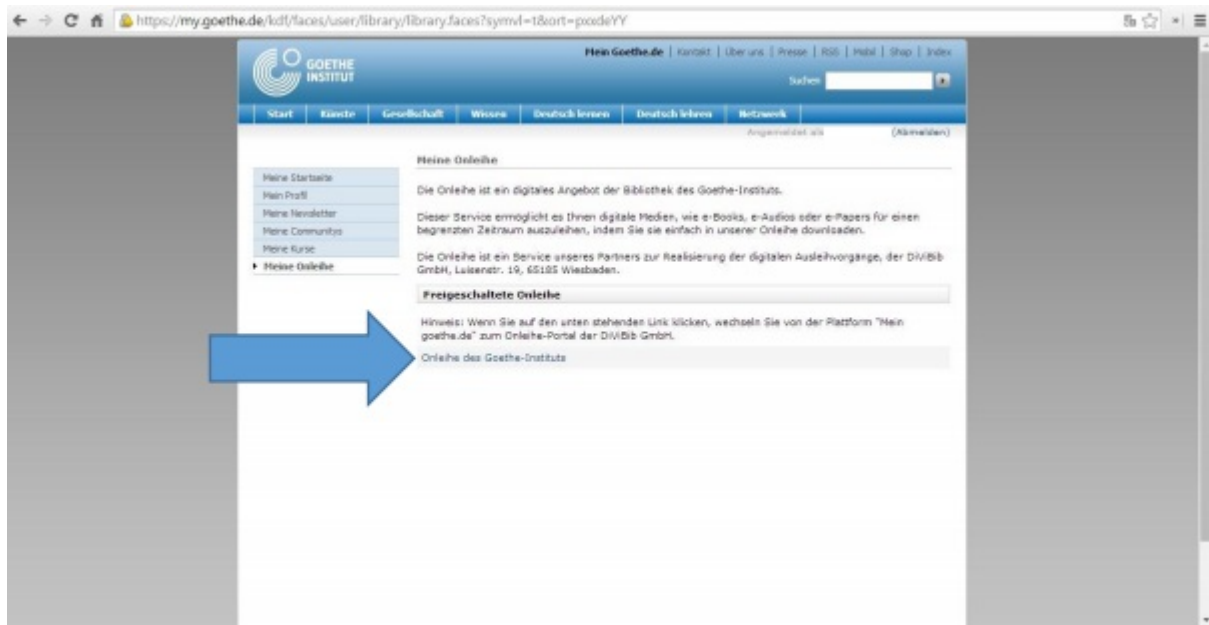 https://my.goethe.de/kdf/faces/user/library/library.faces?symvl=1&ort=pxxdeYY
GOETHE
INSTITUT
Mein Goethe.de | Kontakt | Über uns | Presse | RSS | Mobil | Shop | Index
Suchen
Start | Künste | Gesellschaft | Wissen | Deutsch lernen | Deutsch lehren | Netzwerk
Angemeldet als (Abmelden)
Meine Startseite
Mein Profil
Meine Newsletter
Meine Communitys
Meine Kurse
Meine Onleihe
Meine Onleihe
Die Onleihe ist ein digitales Angebot der Bibliothek des Goethe-Instituts.
Dieser Service ermöglicht es Ihnen digitale Medien, wie e-Books, e-Audios oder e-Papers für einen
begrenzten Zeitraum auszuleihen, indem Sie sie einfach in unserer Onleihe downloaden.
Die Onleihe ist ein Service unseres Partners zur Realisierung der digitalen Ausleihvorgänge, der DiViBib
GmbH, Luisenstr. 19, 65185 Wiesbaden.
Freigeschaltete Onleihe
Hinweis: Wenn Sie auf den unten stehenden Link klicken, wechseln Sie von der Plattform "Mein
goethe.de" zum Onleihe-Portal der DiViBib GmbH.
Onleihe des Goethe-Instituts